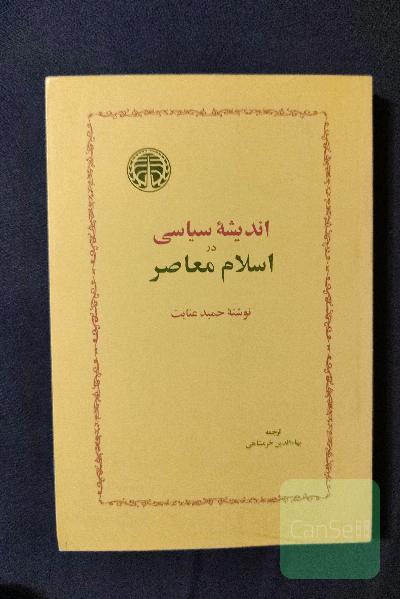 اندیشهٔ سیاسی
در
اسلام معاصر
نوشتهٔ حمید عنایت
ترجمهٔ
بهاءالدین خرمشاهی
CanSell